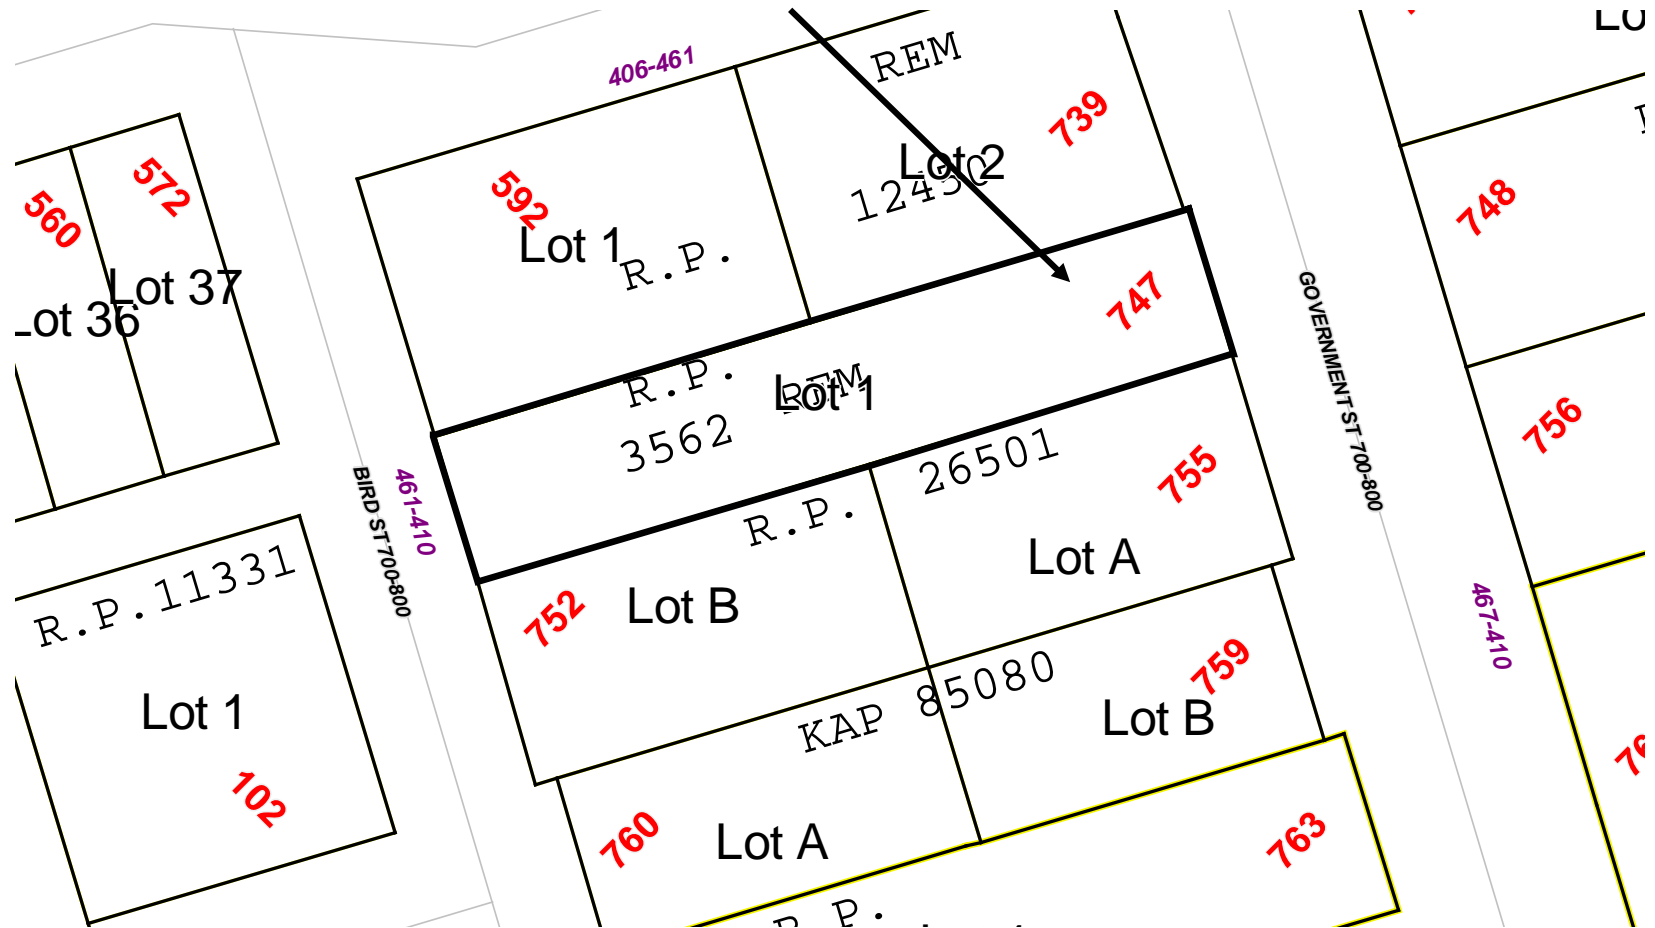 406-461
REM
739
Lot 2
12450
592
Lot 1
R.P.
572
560
Lot 37
Lot 36
748
747
R.P.
REM
Lot 1
3562
GOVERNMENT ST 700-800
756
26501
755
R.P.
Lot A
BIRD ST 700-800
461-410
R.P.11331
752
Lot B
467-410
759
KAP 85080
Lot B
Lot 1
102
760
Lot A
763
R.P.